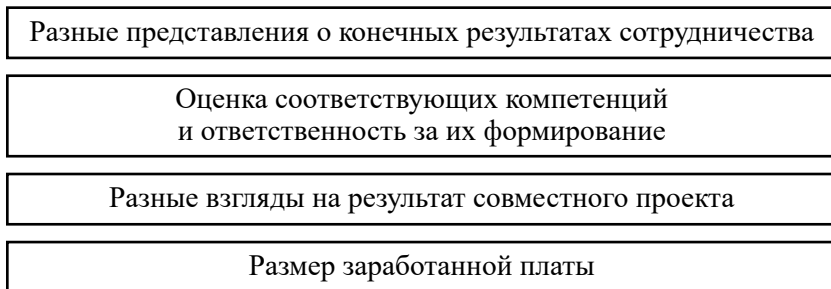 Разные представления о конечных результатах сотрудничества
Оценка соответствующих компетенций
и ответственность за их формирование
Разные взгляды на результат совместного проекта
Размер заработанной платы